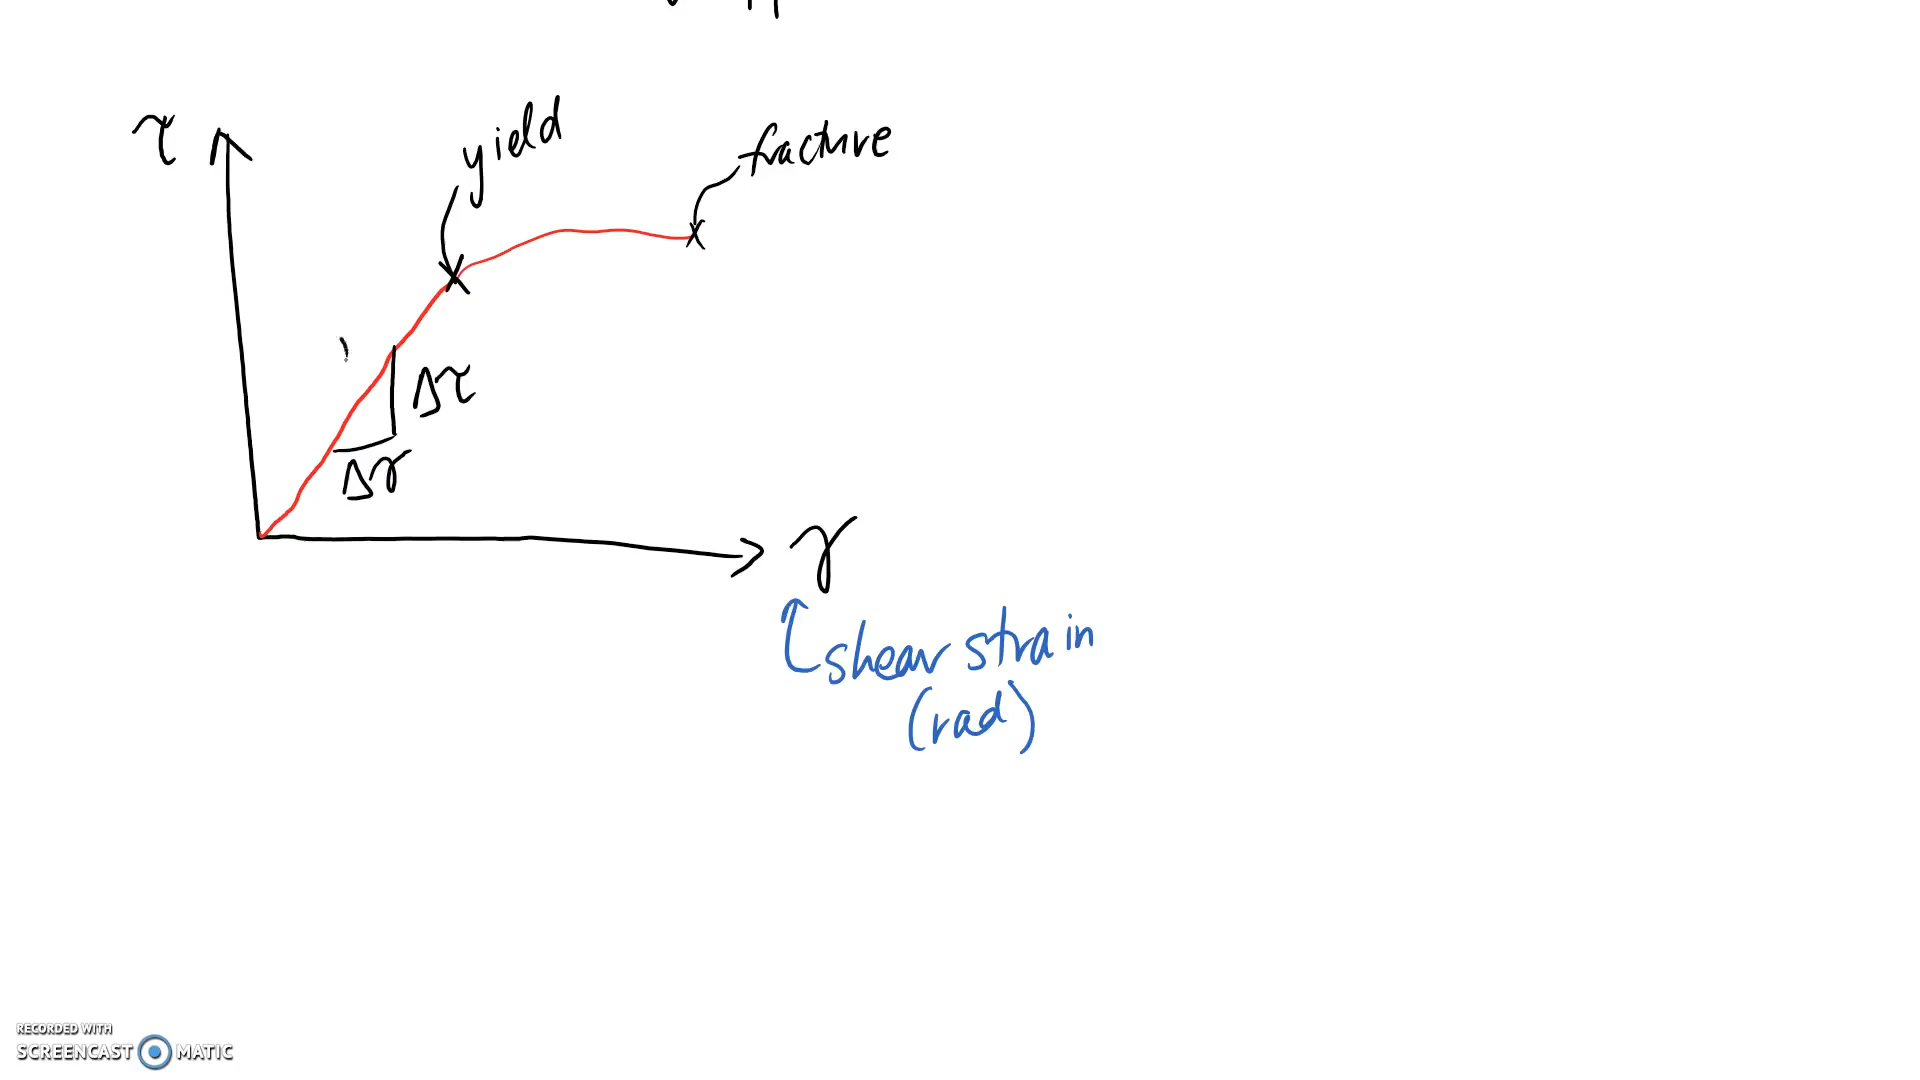 τ
yield
fracture
Δτ
Δγ
γ
shear strain
(rad)
RECORDED WITH
SCREENCAST MATIC